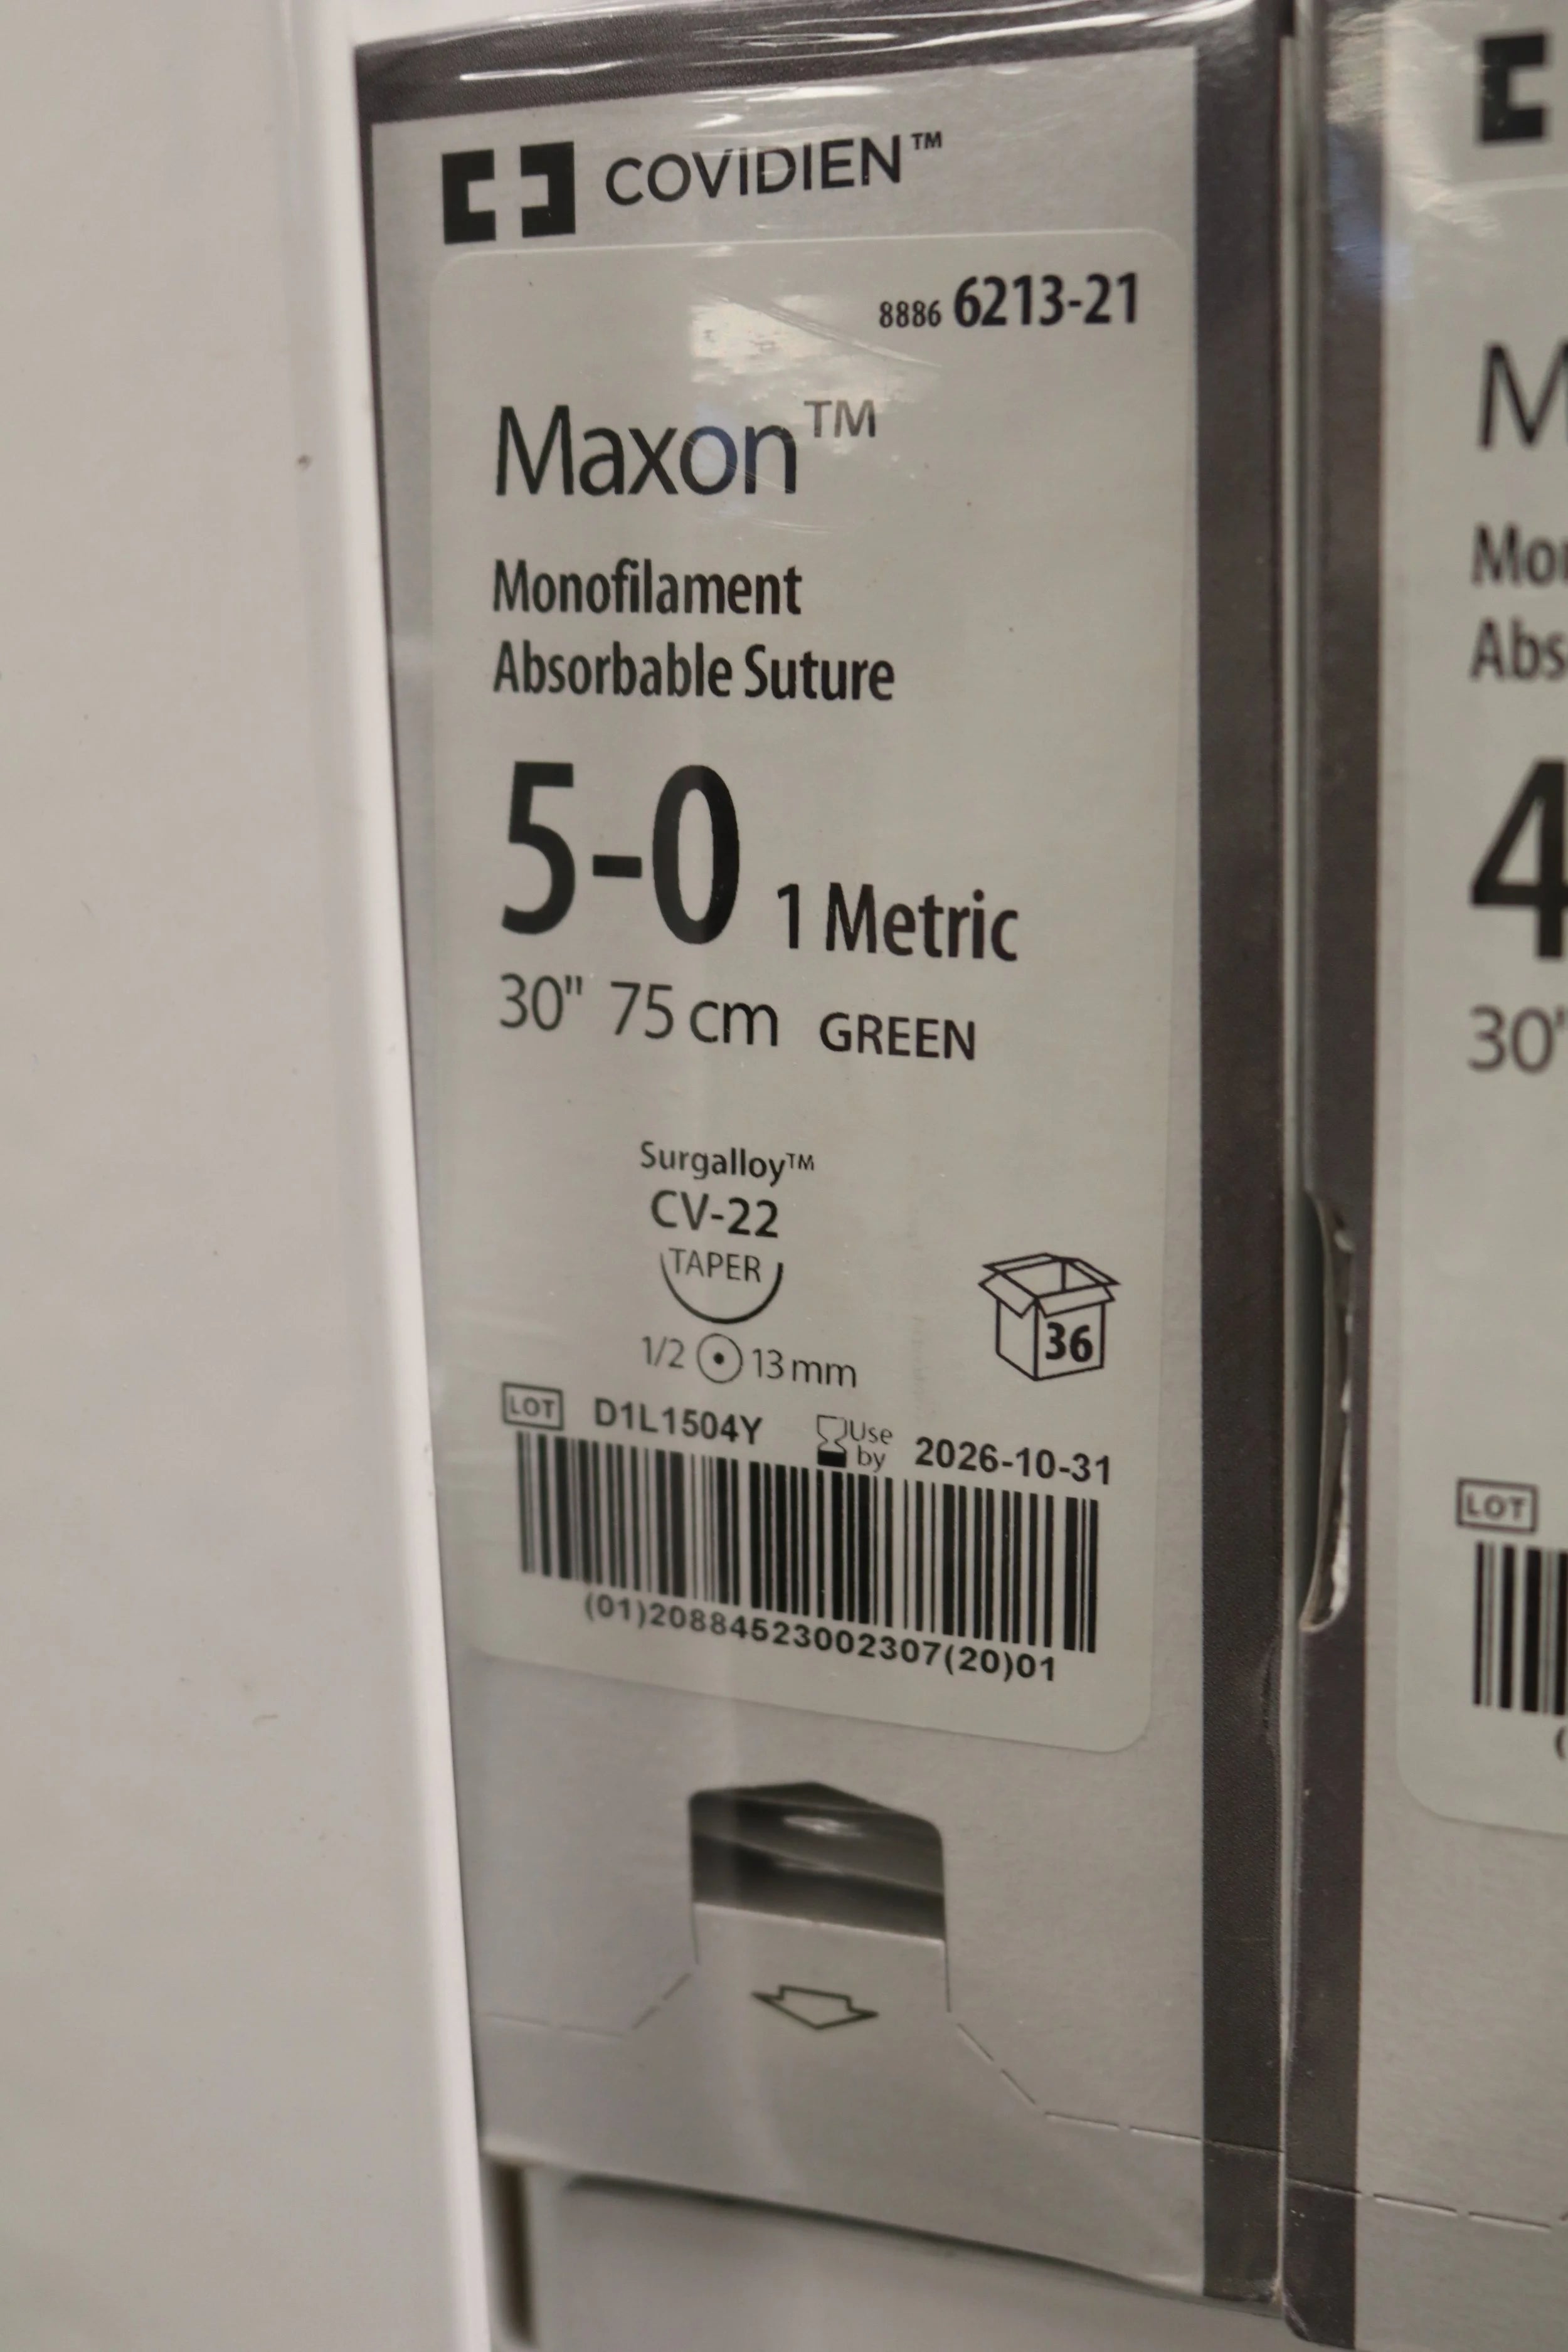 COVIDIEN™
8886 6213-21
Maxon™
Monofilament
Absorbable Suture
5-0 1 Metric
30" 75 cm GREEN
Surgalloy™
CV-22
TAPER
1/2 13 mm
36
LOT D1L1504Y Use by 2026-10-31
(01)20884523002307(20)01
M
Mo
Abs
4
30"
LOT